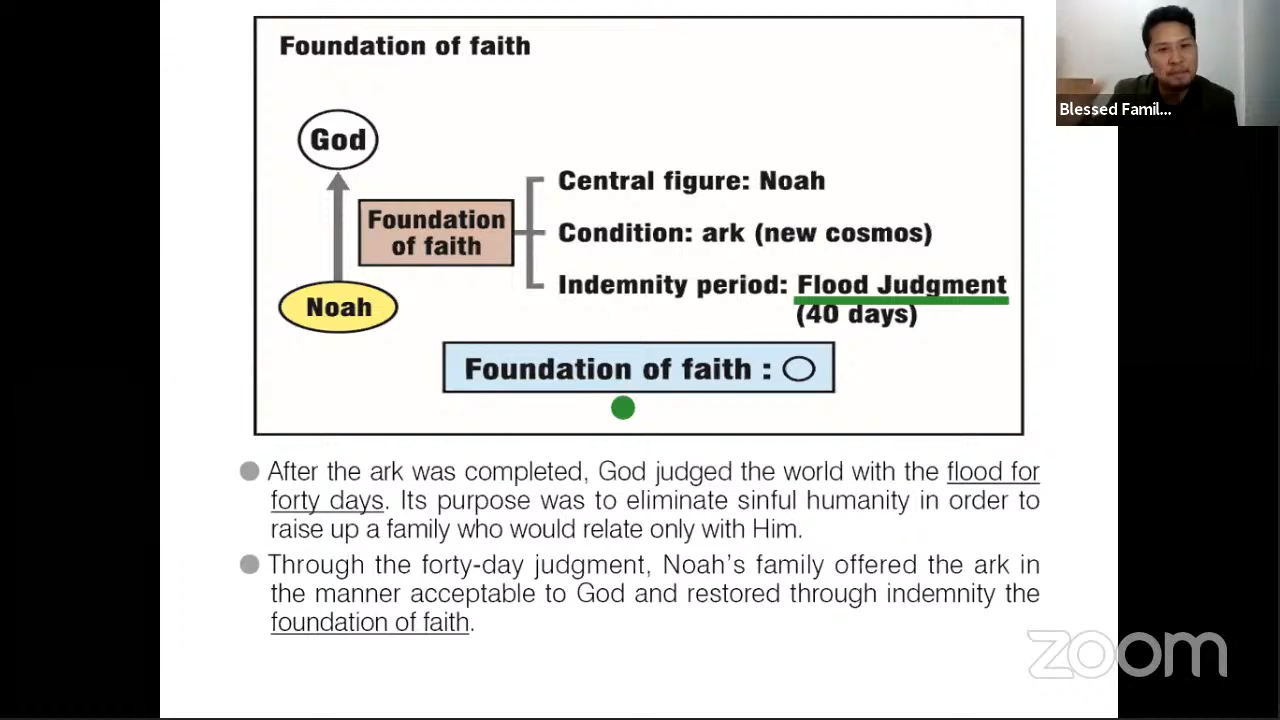 Foundation of faith
God
Foundation
of faith
Noah
Central figure: Noah
Condition: ark (new cosmos)
Indemnity period: Flood Judgment
(40 days)
Foundation of faith :
After the ark was completed, God judged the world with the flood for
forty days. Its purpose was to eliminate sinful humanity in order to
raise up a family who would relate only with Him.
Through the forty-day judgment, Noah's family offered the ark in
the manner acceptable to God and restored through indemnity the
foundation of faith.
Blessed Famil...
zoom